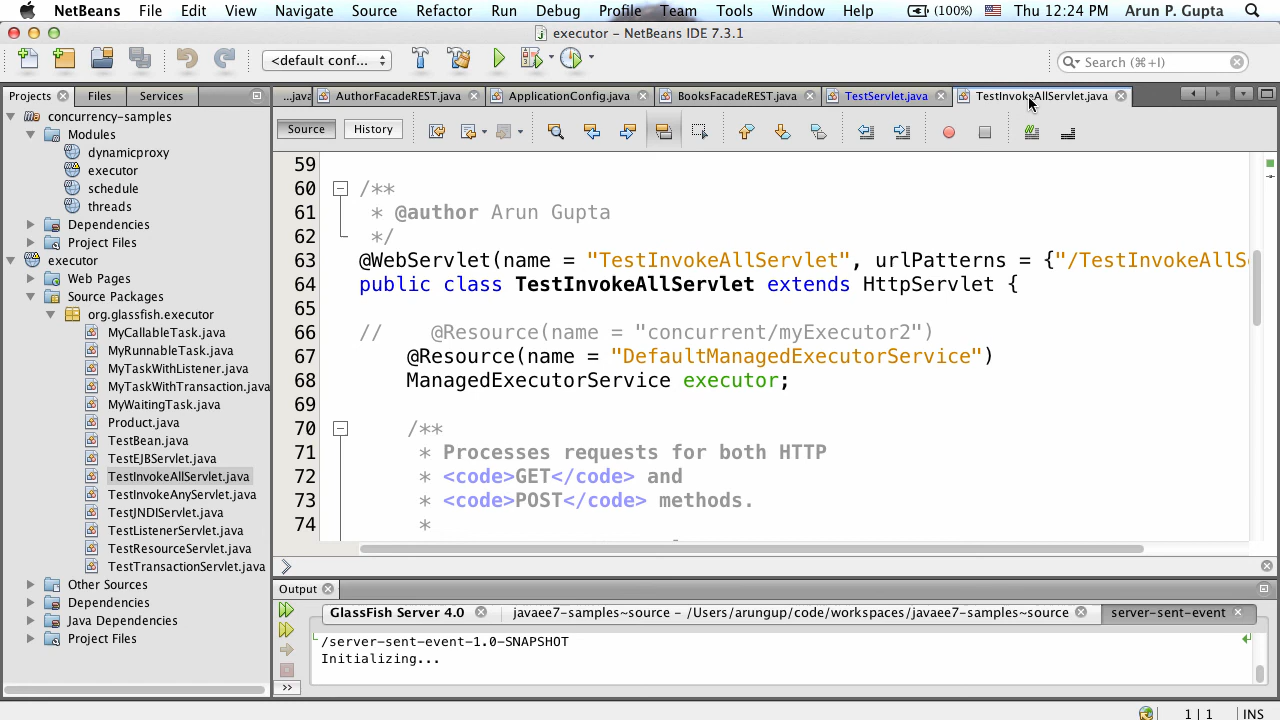 NetBeans File Edit View Navigate Source Refactor Run Debug Profile Team Tools Window Help (100%) Thu 12:24 PM Arun P. Gupta
executor – NetBeans IDE 7.3.1
<default conf... Search (⌘+I)
Projects Files Services
...java AuthorFacadeREST.java ApplicationConfig.java BooksFacadeREST.java TestServlet.java TestInvokeAllServlet.java
Source History
concurrency-samples
Modules
dynamicproxy
executor
schedule
threads
Dependencies
Project Files
executor
Web Pages
Source Packages
org.glassfish.executor
MyCallableTask.java
MyRunnableTask.java
MyTaskWithListener.java
MyTaskWithTransaction.java
MyWaitingTask.java
Product.java
TestBean.java
TestEJBServlet.java
TestInvokeAllServlet.java
TestInvokeAnyServlet.java
TestJNDIServlet.java
TestListenerServlet.java
TestResourceServlet.java
TestTransactionServlet.java
Other Sources
Dependencies
Java Dependencies
Project Files
59
60 /**
61 * @author Arun Gupta
62 */
63 @WebServlet(name = "TestInvokeAllServlet", urlPatterns = {"/TestInvokeAllS
64 public class TestInvokeAllServlet extends HttpServlet {
65
66 // @Resource(name = "concurrent/myExecutor2")
67 @Resource(name = "DefaultManagedExecutorService")
68 ManagedExecutorService executor;
69
70 /**
71 * Processes requests for both HTTP
72 * <code>GET</code> and
73 * <code>POST</code> methods.
74 *
Output
GlassFish Server 4.0 javaee7-samples~source – /Users/arungup/code/workspaces/javaee7-samples~source server-sent-event
/server-sent-event-1.0-SNAPSHOT
Initializing...
1 | 1 INS